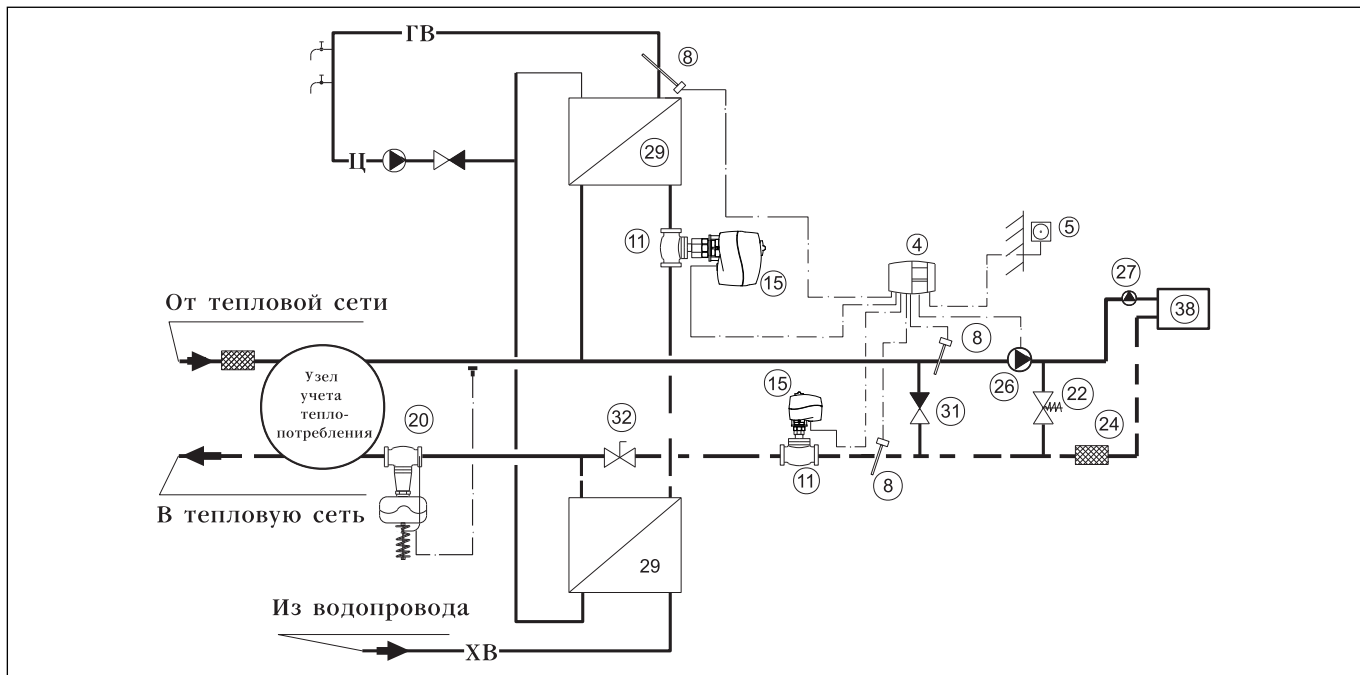 ГВ
8
29
Ц
11
15
4
5
27
38
От тепловой сети
8
26
22
Узел
учета
тепло-
потребления
20
32
15
31
24
11
8
В тепловую сеть
29
Из водопровода
ХВ